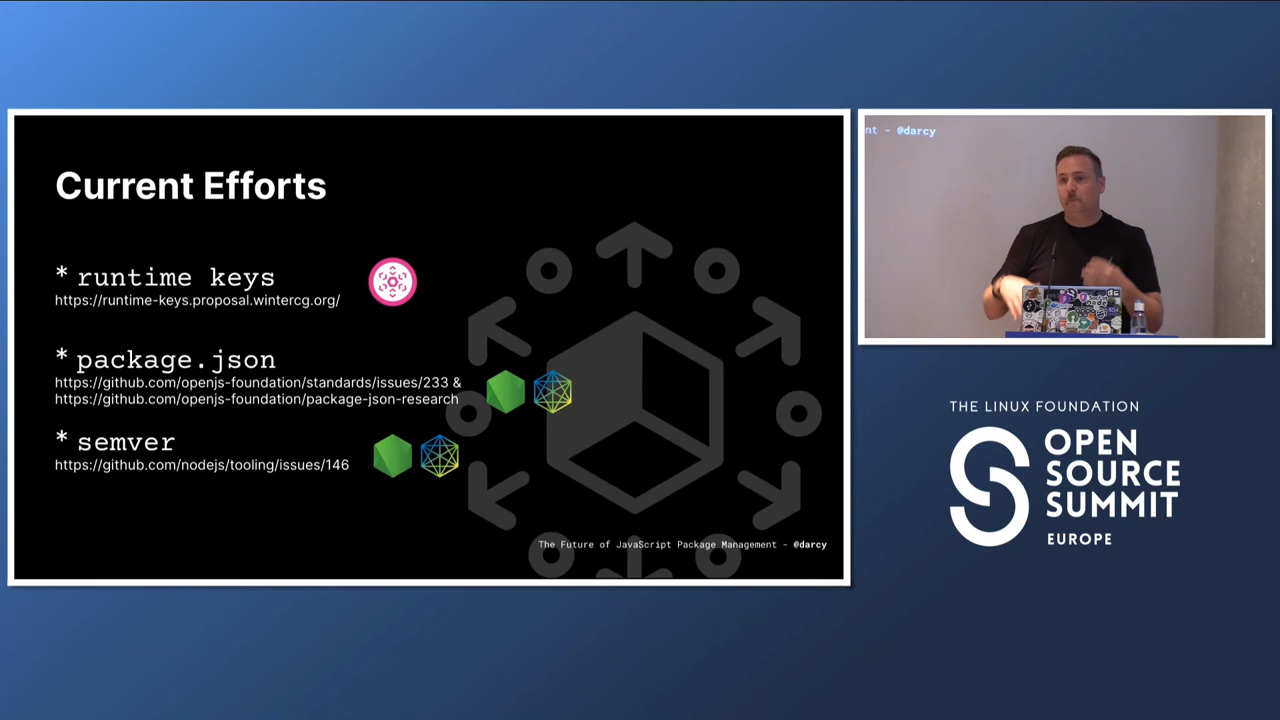 Current Efforts
* runtime keys
https://runtime-keys.proposal.wintercg.org/
* package.json
https://github.com/openjs-foundation/standards/issues/233 &
https://github.com/openjs-foundation/package-json-research
* semver
https://github.com/nodejs/tooling/issues/146
The Future of JavaScript Package Management - @darcy
nt - @darcy
THE LINUX FOUNDATION
OPEN
SOURCE
SUMMIT
EUROPE